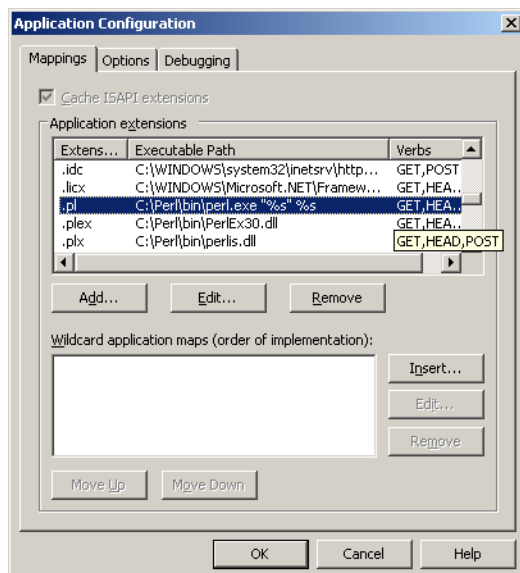 Application Configuration
Mappings Options Debugging
Cache ISAPI extensions
Application extensions
Extens... Executable Path Verbs
.idc C:\WINDOWS\system32\inetsrv\http... GET,POST
.licx C:\WINDOWS\Microsoft.NET\Framew... GET,HEA..
.pl C:\Perl\bin\perl.exe "%s" %s GET,HEA..
.plex C:\Perl\bin\PerlEx30.dll GET,HEA..
.plx C:\Perl\bin\perlis.dll GET,HEAD,POST
Add... Edit... Remove
Wildcard application maps (order of implementation):
Insert...
Edit...
Remove
Move Up Move Down
OK Cancel Help